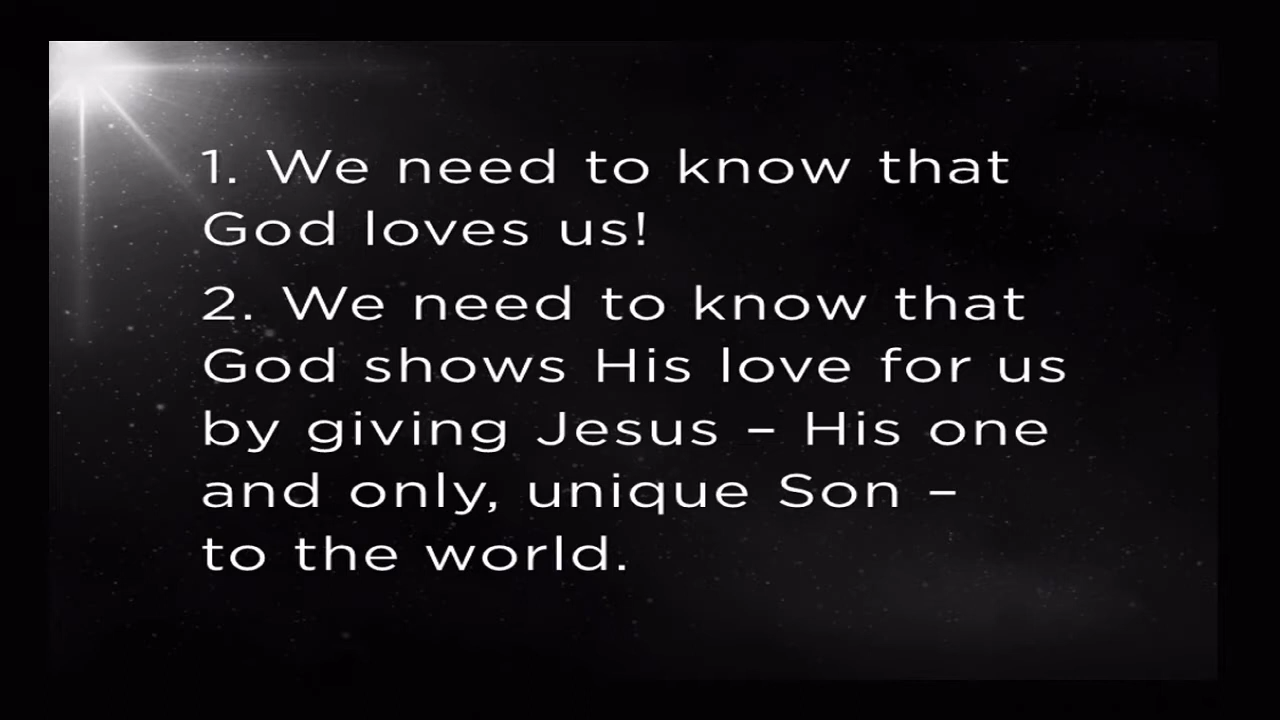 1. We need to know that
God loves us!
2. We need to know that
God shows His love for us
by giving Jesus – His one
and only, unique Son –
to the world.